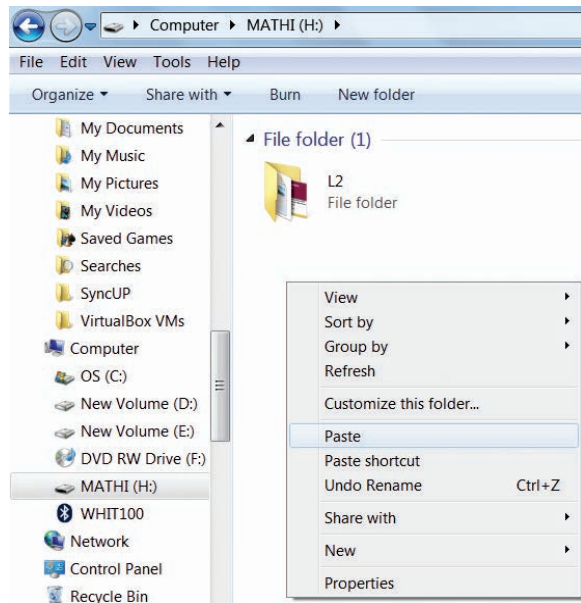 Computer MATHI (H:)
File Edit View Tools Help
Organize Share with Burn New folder
My Documents
My Music
My Pictures
My Videos
Saved Games
Searches
SyncUP
VirtualBox VMs
Computer
OS (C:)
New Volume (D:)
New Volume (E:)
DVD RW Drive (F:)
MATHI (H:)
WHIT100
Network
Control Panel
Recycle Bin
File folder (1)
L2
File folder
View
Sort by
Group by
Refresh
Customize this folder...
Paste
Paste shortcut
Undo Rename Ctrl+Z
Share with
New
Properties